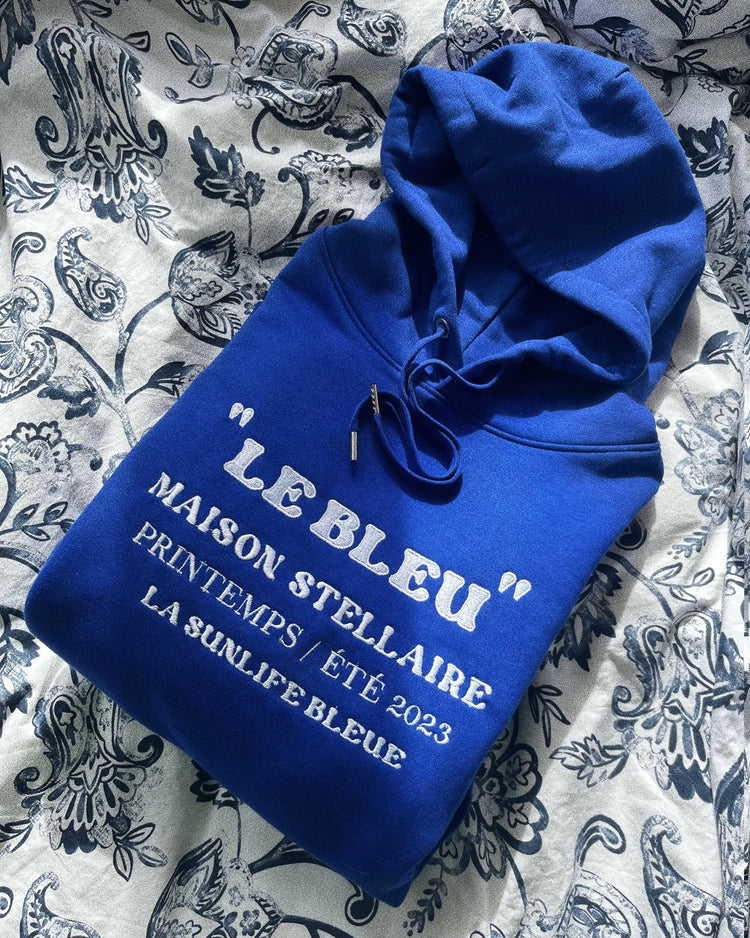 "LE BLEU"
MAISON STELLAIRE
PRINTEMPS / ÉTÉ 2023
LA SUNLIFE BLEUE